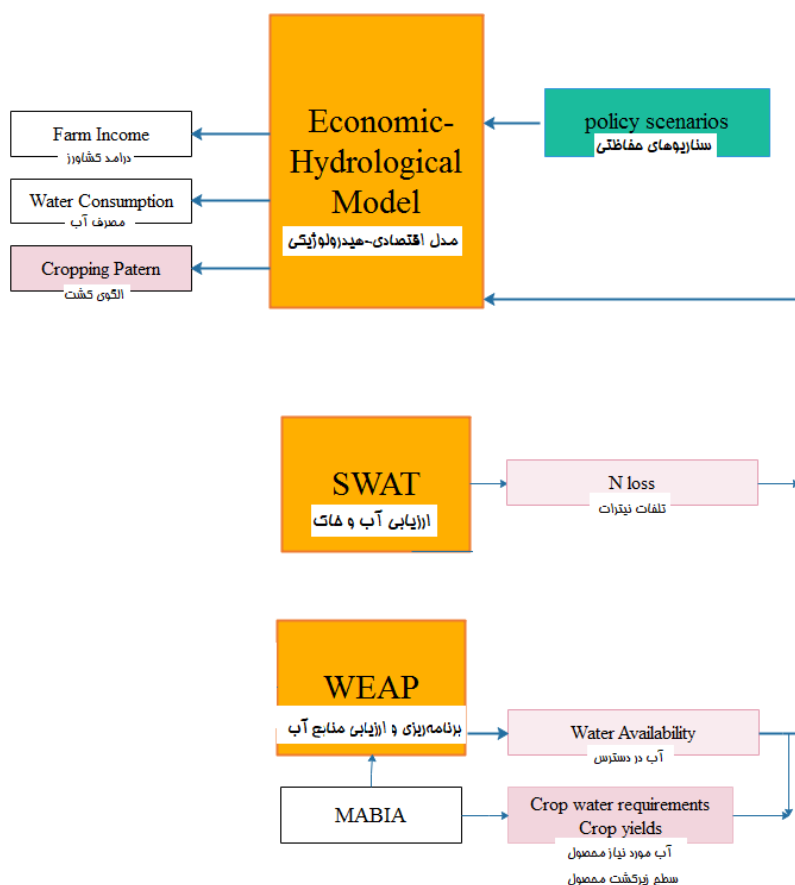 Economic-
Hydrological
Model
مدل اقتصادی-هیدرولوژیکی
policy scenarios
سناریوهای حفاظتی
Farm Income
درامد کشاورز
Water Consumption
مصرف آب
Cropping Patern
الگوی کشت
SWAT
ارزیابی آب و خاک
N loss
تلفات نیترات
WEAP
برنامه‌ریزی و ارزیابی منابع آب
Water Availability
آب در دسترس
MABIA
Crop water requirements
Crop yields
آب مورد نیاز محصول
سطح زیرکشت محصول